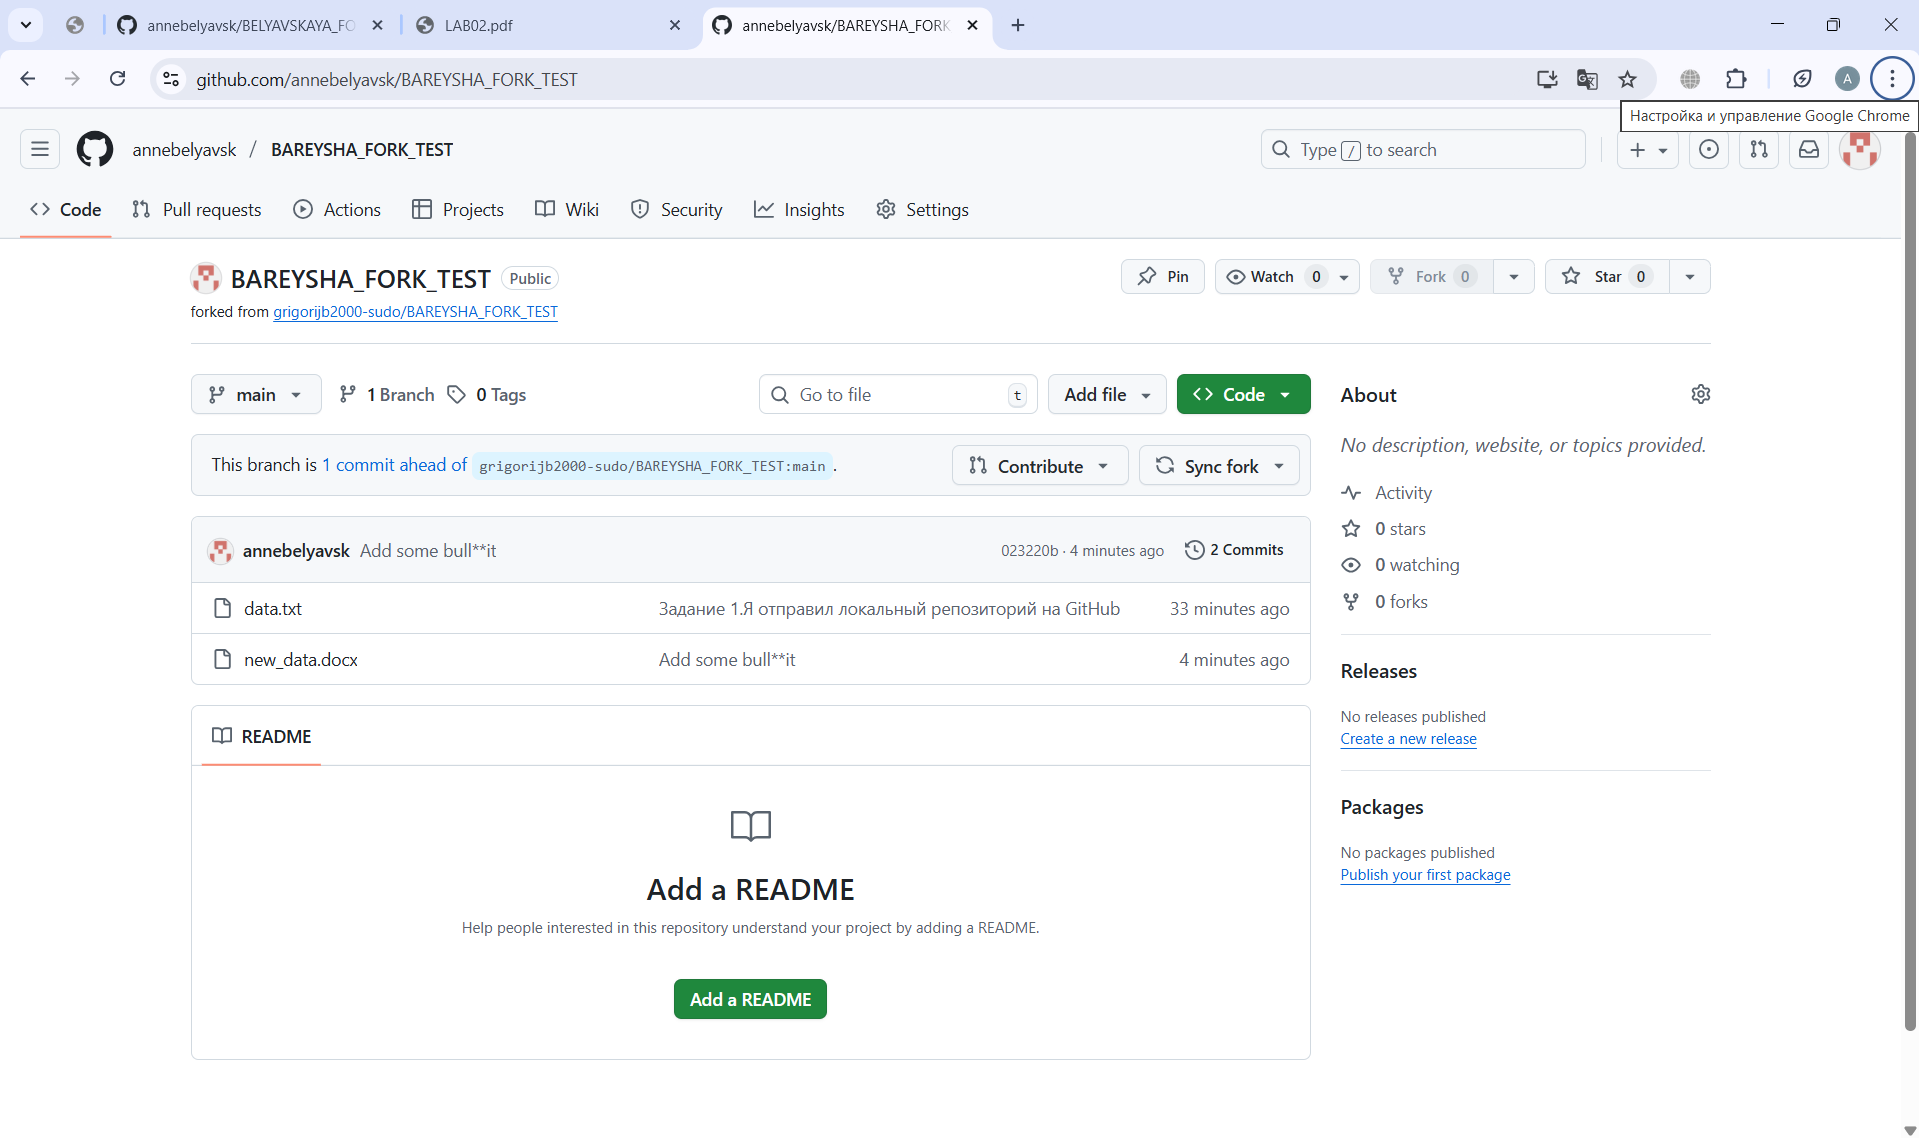 annebelyavsk/BELYAVSKAYA_FO
LAB02.pdf
annebelyavsk/BAREYSHA_FORK
github.com/annebelyavsk/BAREYSHA_FORK_TEST
A
Настройка и управление Google Chrome
annebelyavsk / BAREYSHA_FORK_TEST
Type / to search
Code
Pull requests
Actions
Projects
Wiki
Security
Insights
Settings
BAREYSHA_FORK_TEST Public
Pin
Watch 0
Fork 0
Star 0
forked from grigorijb2000-sudo/BAREYSHA_FORK_TEST
main
1 Branch
0 Tags
Go to file t
Add file
Code
This branch is 1 commit ahead of grigorijb2000-sudo/BAREYSHA_FORK_TEST:main .
Contribute
Sync fork
annebelyavsk Add some bull**it 023220b · 4 minutes ago 2 Commits
data.txt Задание 1.Я отправил локальный репозиторий на GitHub 33 minutes ago
new_data.docx Add some bull**it 4 minutes ago
README
Add a README
Help people interested in this repository understand your project by adding a README.
Add a README
About
No description, website, or topics provided.
Activity
0 stars
0 watching
0 forks
Releases
No releases published
Create a new release
Packages
No packages published
Publish your first package